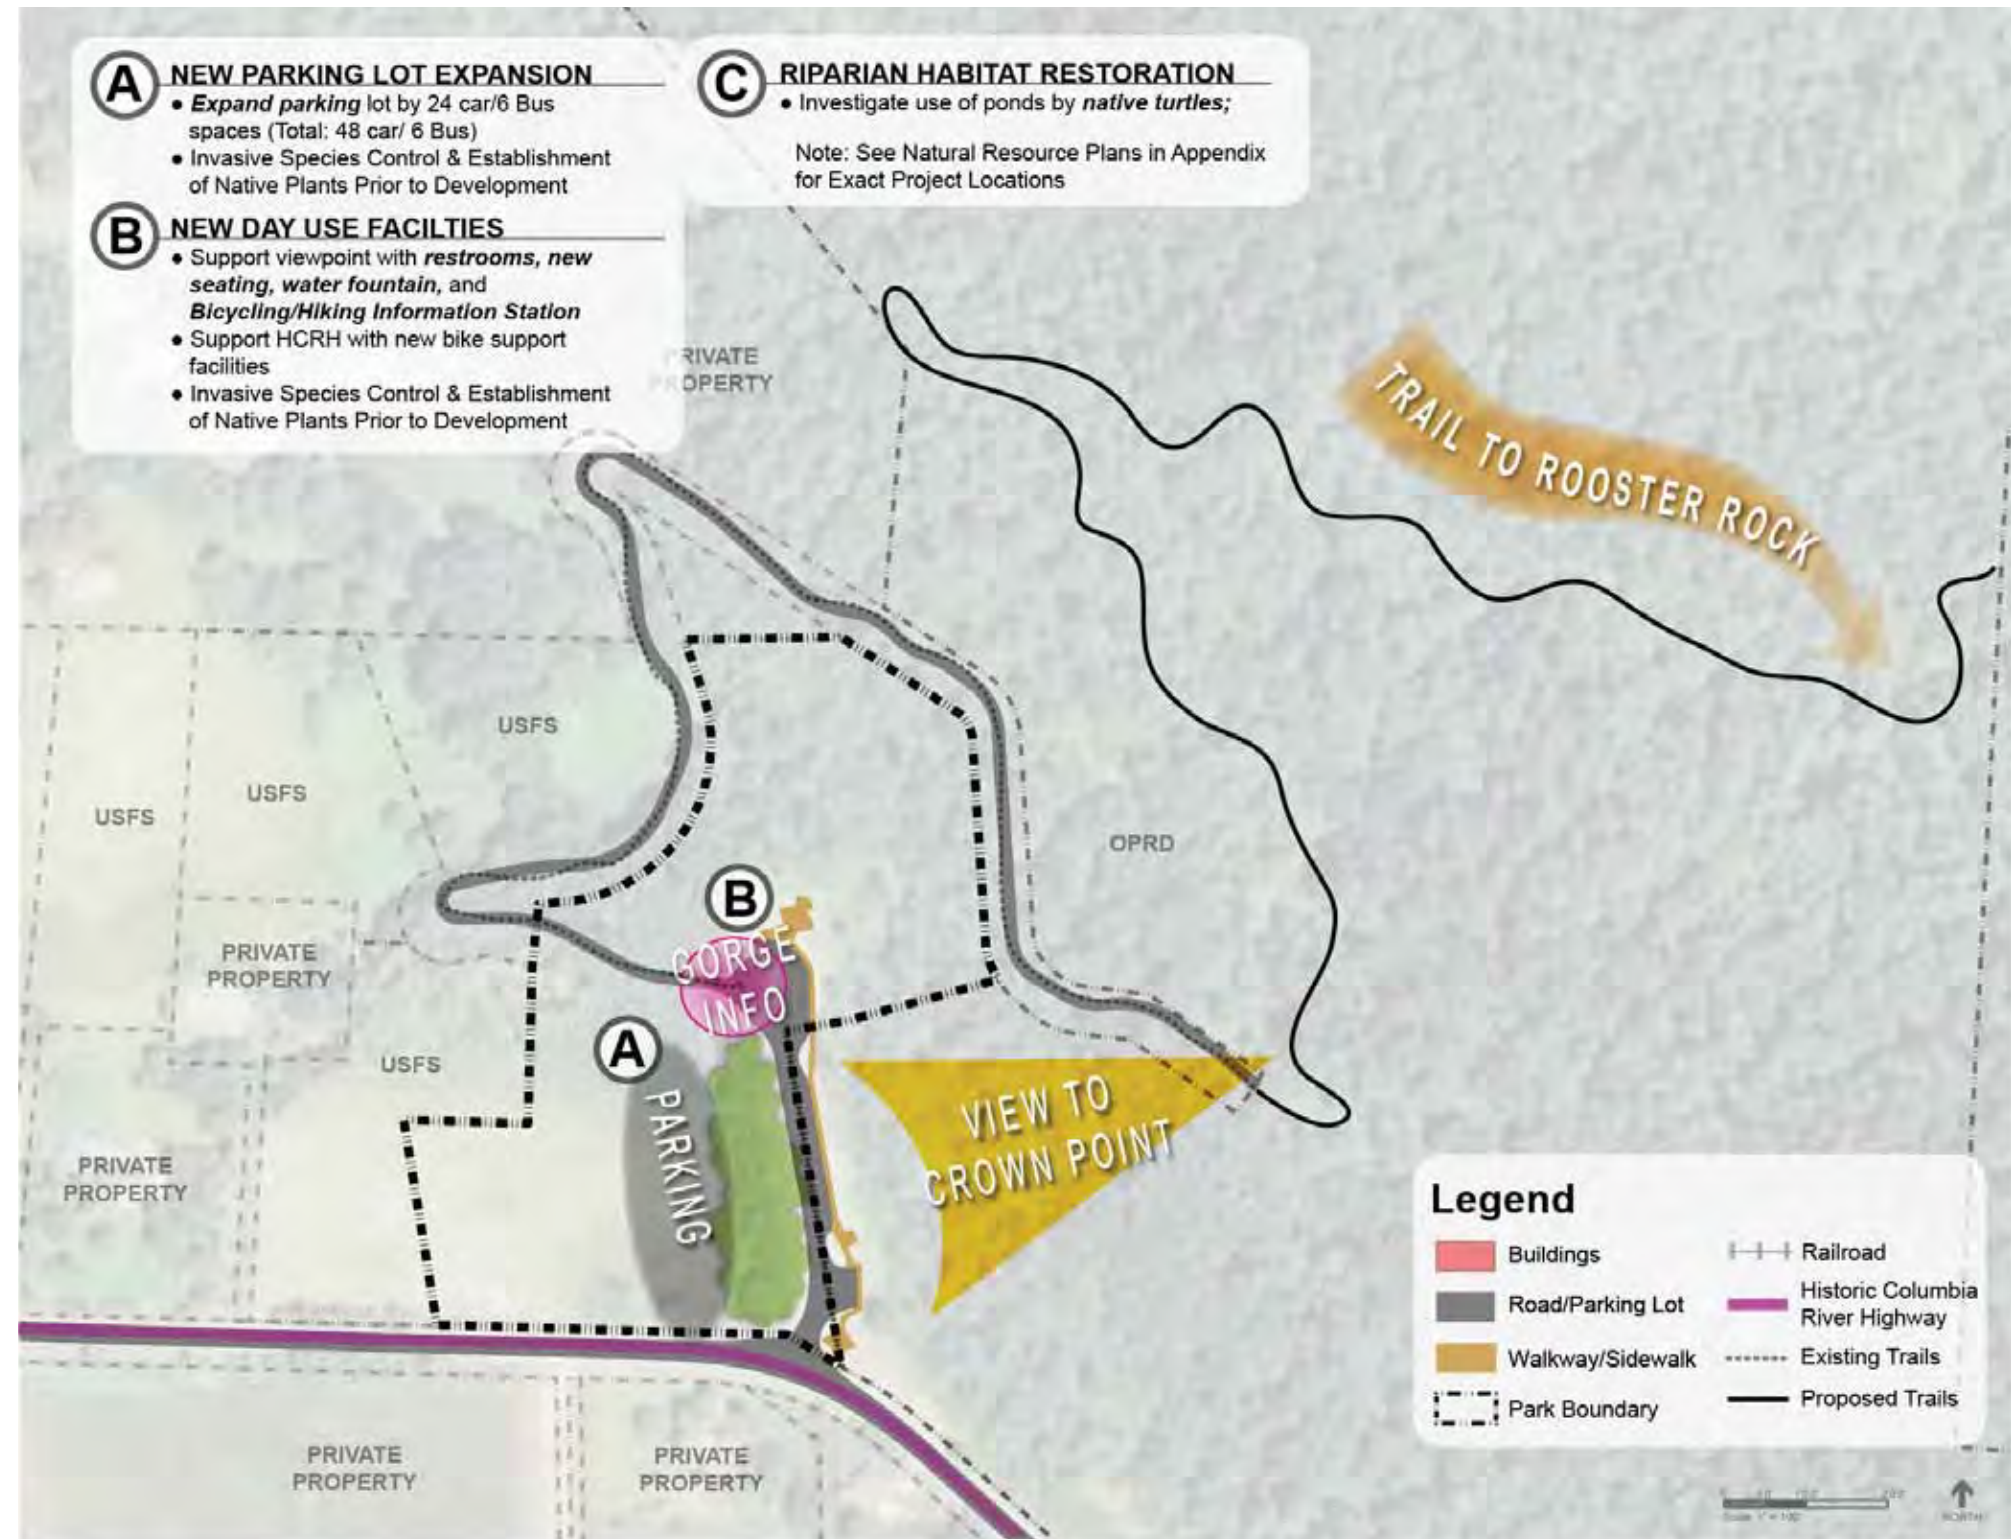 A
NEW PARKING LOT EXPANSION
● Expand parking lot by 24 car/6 Bus
spaces (Total: 48 car/ 6 Bus)
● Invasive Species Control & Establishment
of Native Plants Prior to Development
B
NEW DAY USE FACILTIES
● Support viewpoint with restrooms, new
seating, water fountain, and
Bicycling/Hiking Information Station
● Support HCRH with new bike support
facilities
● Invasive Species Control & Establishment
of Native Plants Prior to Development
C
RIPARIAN HABITAT RESTORATION
● Investigate use of ponds by native turtles;
Note: See Natural Resource Plans in Appendix
for Exact Project Locations
PRIVATE
PROPERTY
TRAIL TO ROOSTER ROCK
USFS
USFS
USFS
OPRD
B
GORGE
INFO
PRIVATE
PROPERTY
A
PARKING
USFS
VIEW TO
CROWN POINT
PRIVATE
PROPERTY
PRIVATE
PROPERTY
PRIVATE
PROPERTY
Legend
Buildings
Road/Parking Lot
Walkway/Sidewalk
Park Boundary
Railroad
Historic Columbia
River Highway
Existing Trails
Proposed Trails
NORTH